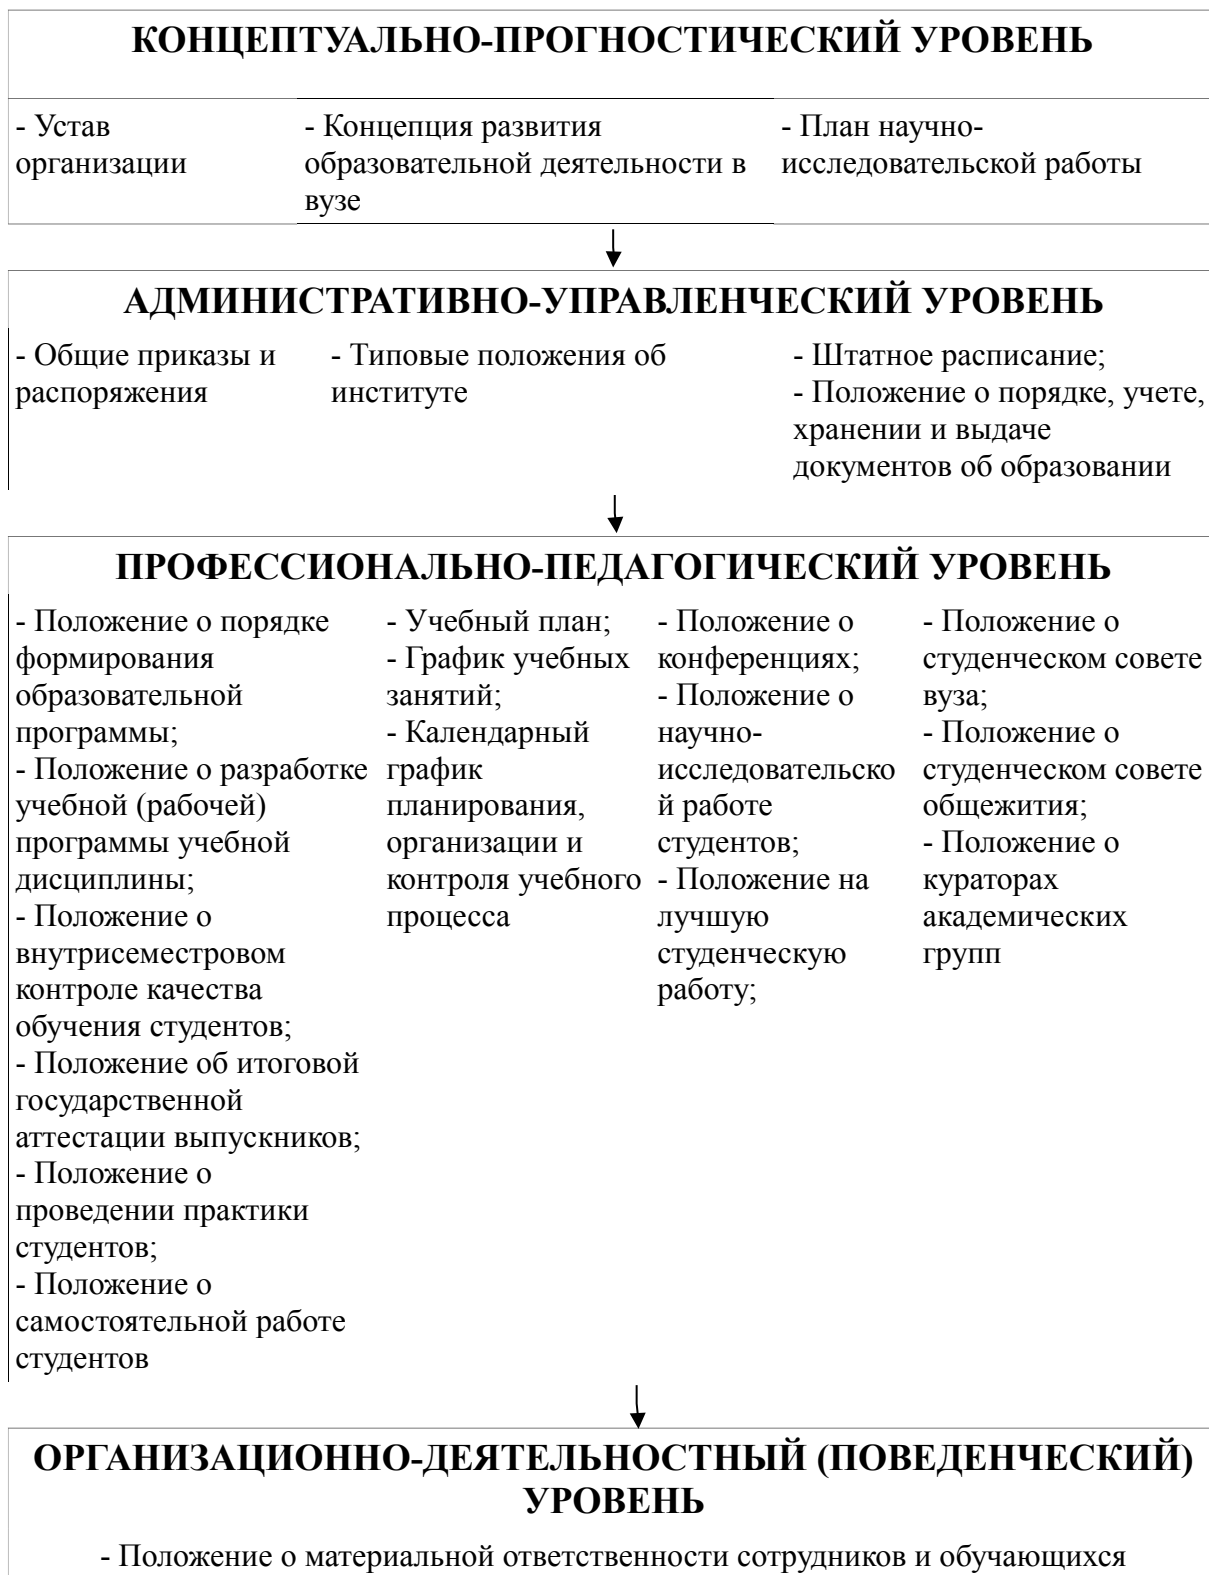 КОНЦЕПТУАЛЬНО-ПРОГНОСТИЧЕСКИЙ УРОВЕНЬ
- Устав
организации
- Концепция развития
образовательной деятельности в
вузе
- План научно-
исследовательской работы
АДМИНИСТРАТИВНО-УПРАВЛЕНЧЕСКИЙ УРОВЕНЬ
- Общие приказы и
распоряжения
- Типовые положения об
институте
- Штатное расписание;
- Положение о порядке, учете,
хранении и выдаче
документов об образовании
ПРОФЕССИОНАЛЬНО-ПЕДАГОГИЧЕСКИЙ УРОВЕНЬ
- Положение о порядке
формирования
образовательной
программы;
- Положение о разработке
учебной (рабочей)
программы учебной
дисциплины;
- Положение о
внутрисеместровом
контроле качества
обучения студентов;
- Положение об итоговой
государственной
аттестации выпускников;
- Положение о
проведении практики
студентов;
- Положение о
самостоятельной работе
студентов
- Учебный план;
- График учебных
занятий;
- Календарный
график
планирования,
организации и
контроля учебного
процесса
- Положение о
конференциях;
- Положение о
научно-
исследовательско
й работе
студентов;
- Положение на
лучшую
студенческую
работу;
- Положение о
студенческом совете
вуза;
- Положение о
студенческом совете
общежития;
- Положение о
кураторах
академических
групп
ОРГАНИЗАЦИОННО-ДЕЯТЕЛЬНОСТНЫЙ (ПОВЕДЕНЧЕСКИЙ)
УРОВЕНЬ
- Положение о материальной ответственности сотрудников и обучающихся